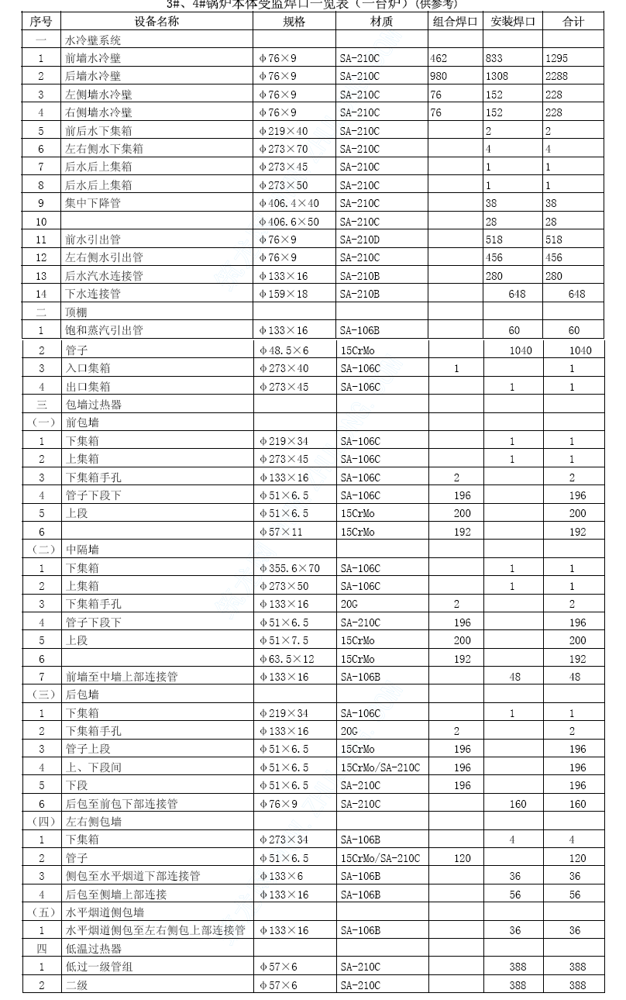 3#、4#锅炉本体受监焊口一览表（一台炉）(供参考)
序号 设备名称 规格 材质 组合焊口 安装焊口 合计
一 水冷壁系统
1 前墙水冷壁 φ76×9 SA-210C 462 833 1295
2 后墙水冷壁 φ76×9 SA-210C 980 1308 2288
3 左侧墙水冷壁 φ76×9 SA-210C 76 152 228
4 右侧墙水冷壁 φ76×9 SA-210C 76 152 228
5 前后水下集箱 φ219×40 SA-210C 2 2
6 左右侧水下集箱 φ273×70 SA-210C 4 4
7 后水后上集箱 φ273×45 SA-210C 1 1
8 后水后上集箱 φ273×50 SA-210C 1 1
9 集中下降管 φ406.4×40 SA-210C 38 38
10 φ406.6×50 SA-210C 28 28
11 前水引出管 φ76×9 SA-210D 518 518
12 左右侧水引出管 φ76×9 SA-210C 456 456
13 后水汽水连接管 φ133×16 SA-210B 280 280
14 下水连接管 φ159×18 SA-210B 648 648
二 顶棚
1 饱和蒸汽引出管 φ133×16 SA-106B 60 60
2 管子 φ48.5×6 15CrMo 1040 1040
3 入口集箱 φ273×40 SA-106C 1 1
4 出口集箱 φ273×45 SA-106C 1 1
三 包墙过热器
（一） 前包墙
1 下集箱 φ219×34 SA-106C 1 1
2 上集箱 φ273×45 SA-106C 1 1
3 下集箱手孔 φ133×16 SA-106C 2 2
4 管子下段下 φ51×6.5 SA-106C 196 196
5 上段 φ51×6.5 15CrMo 200 200
6 φ57×11 15CrMo 192 192
（二） 中隔墙
1 下集箱 φ355.6×70 SA-106C 1 1
2 上集箱 φ273×50 SA-106C 1 1
3 下集箱手孔 φ133×16 20G 2 2
4 管子下段下 φ51×6.5 SA-210C 196 196
5 上段 φ51×7.5 15CrMo 200 200
6 φ63.5×12 15CrMo 192 192
7 前墙至中墙上部连接管 φ133×16 SA-106B 48 48
（三） 后包墙
1 下集箱 φ219×34 SA-106C 1 1
2 下集箱手孔 φ133×16 20G 2 2
3 管子上段 φ51×6.5 15CrMo 196 196
4 上、下段间 φ51×6.5 15CrMo/SA-210C 196 196
5 下段 φ51×6.5 SA-210C 196 196
6 后包至前包下部连接管 φ76×9 SA-210C 160 160
（四） 左右侧包墙
1 下集箱 φ273×34 SA-106B 4 4
2 管子 φ51×6.5 15CrMo/SA-210C 120 120
3 侧包至水平烟道下部连接管 φ133×6 SA-106B 36 36
4 后包至侧墙上部连接 φ133×16 SA-106B 56 56
（五） 水平烟道侧包墙
1 水平烟道侧包至左右侧包上部连接管 φ133×16 SA-106B 36 36
四 低温过热器
1 低过一级管组 φ57×6 SA-210C 388 388
2 二级 φ57×6 SA-210C 388 388